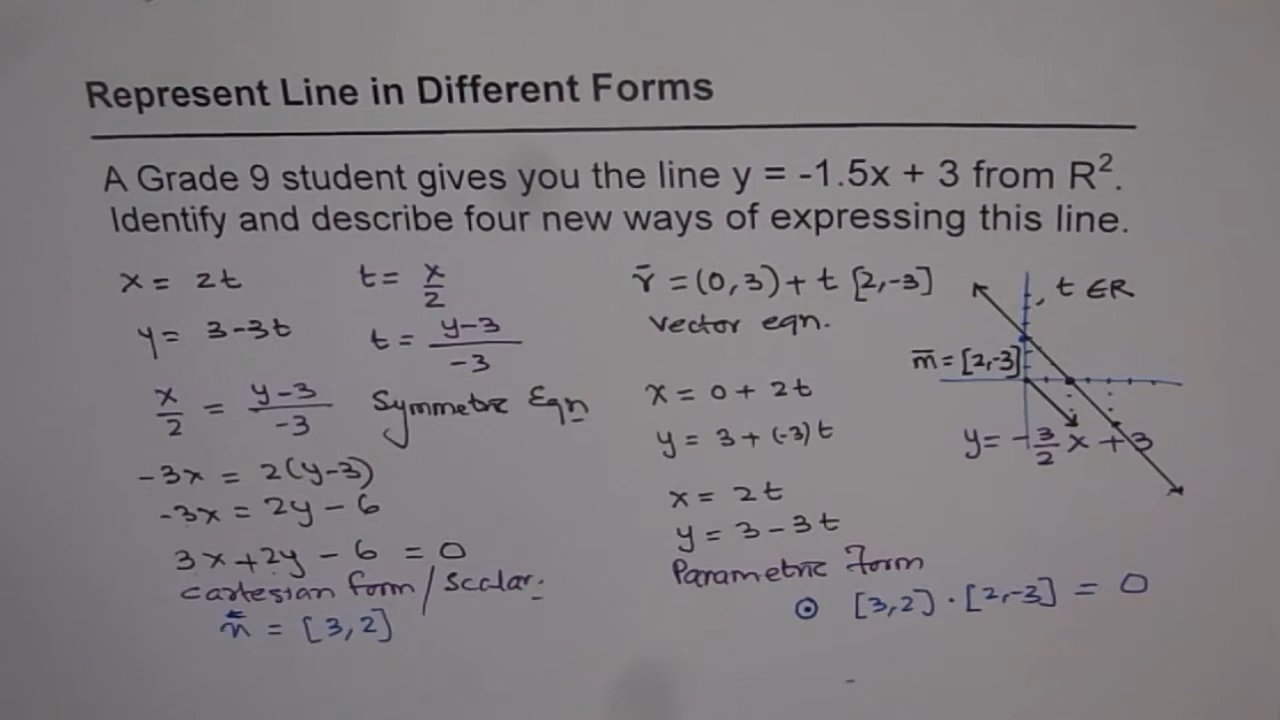 Represent Line in Different Forms
A Grade 9 student gives you the line y = -1.5x + 3 from R².
Identify and describe four new ways of expressing this line.
x = 2t
y = 3-3t
t = x/2
t = y-3/-3
x/2 = y-3/-3 Symmetric Eqn
-3x = 2(y-3)
-3x = 2y - 6
3x+2y - 6 = 0
Cartesian form / Scalar.
n̄ = [3,2]
r̄ = (0,3) + t [2,-3] , t ∈R
Vector eqn.
m̄ = [2,-3]
y= -3/2 x + 3
x = 0 + 2t
y = 3 + (-3)t
x = 2t
y = 3 - 3t
Parametric Form
⊙ [3,2] · [2,-3] = 0